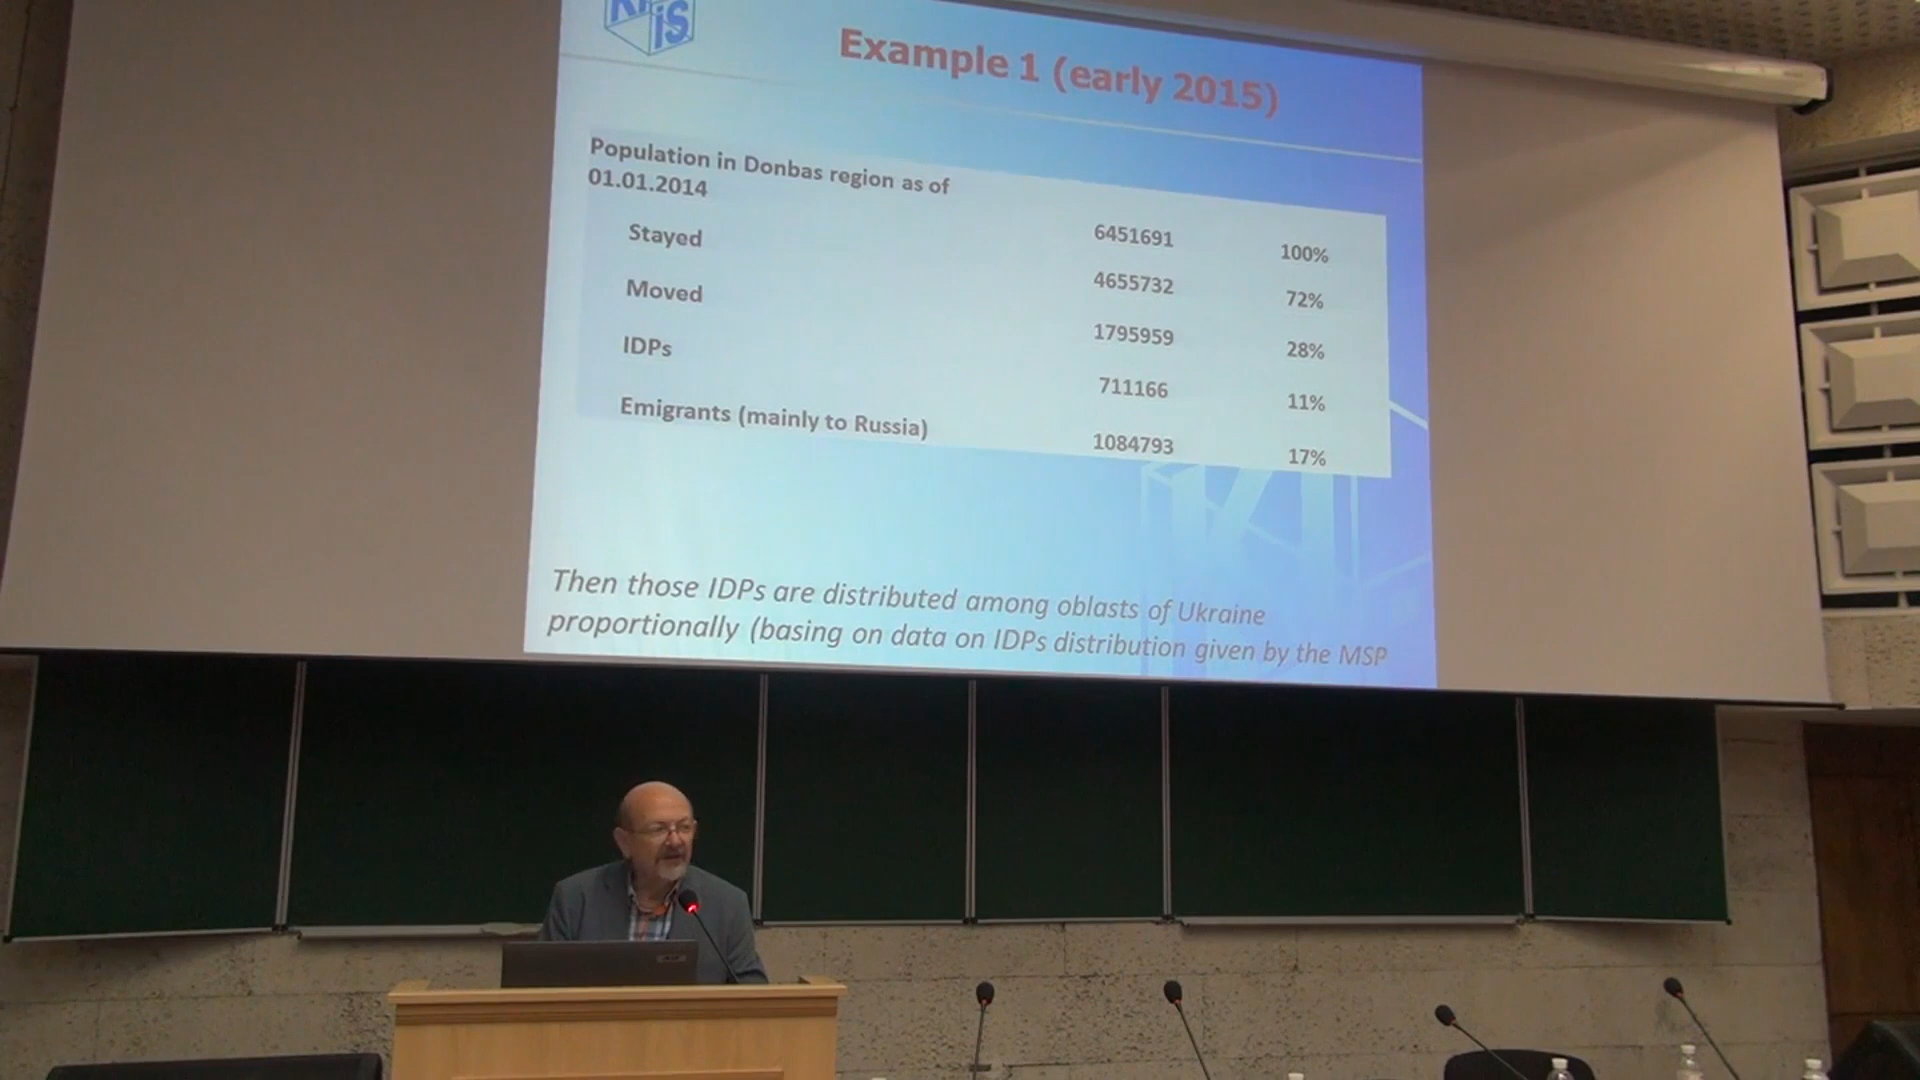 KIIS
Example 1 (early 2015)
Population in Donbas region as of
01.01.2014
6451691 100%
Stayed 4655732 72%
Moved 1795959 28%
IDPs 711166 11%
Emigrants (mainly to Russia) 1084793 17%
Then those IDPs are distributed among oblasts of Ukraine
proportionally (basing on data on IDPs distribution given by the MSP
acer